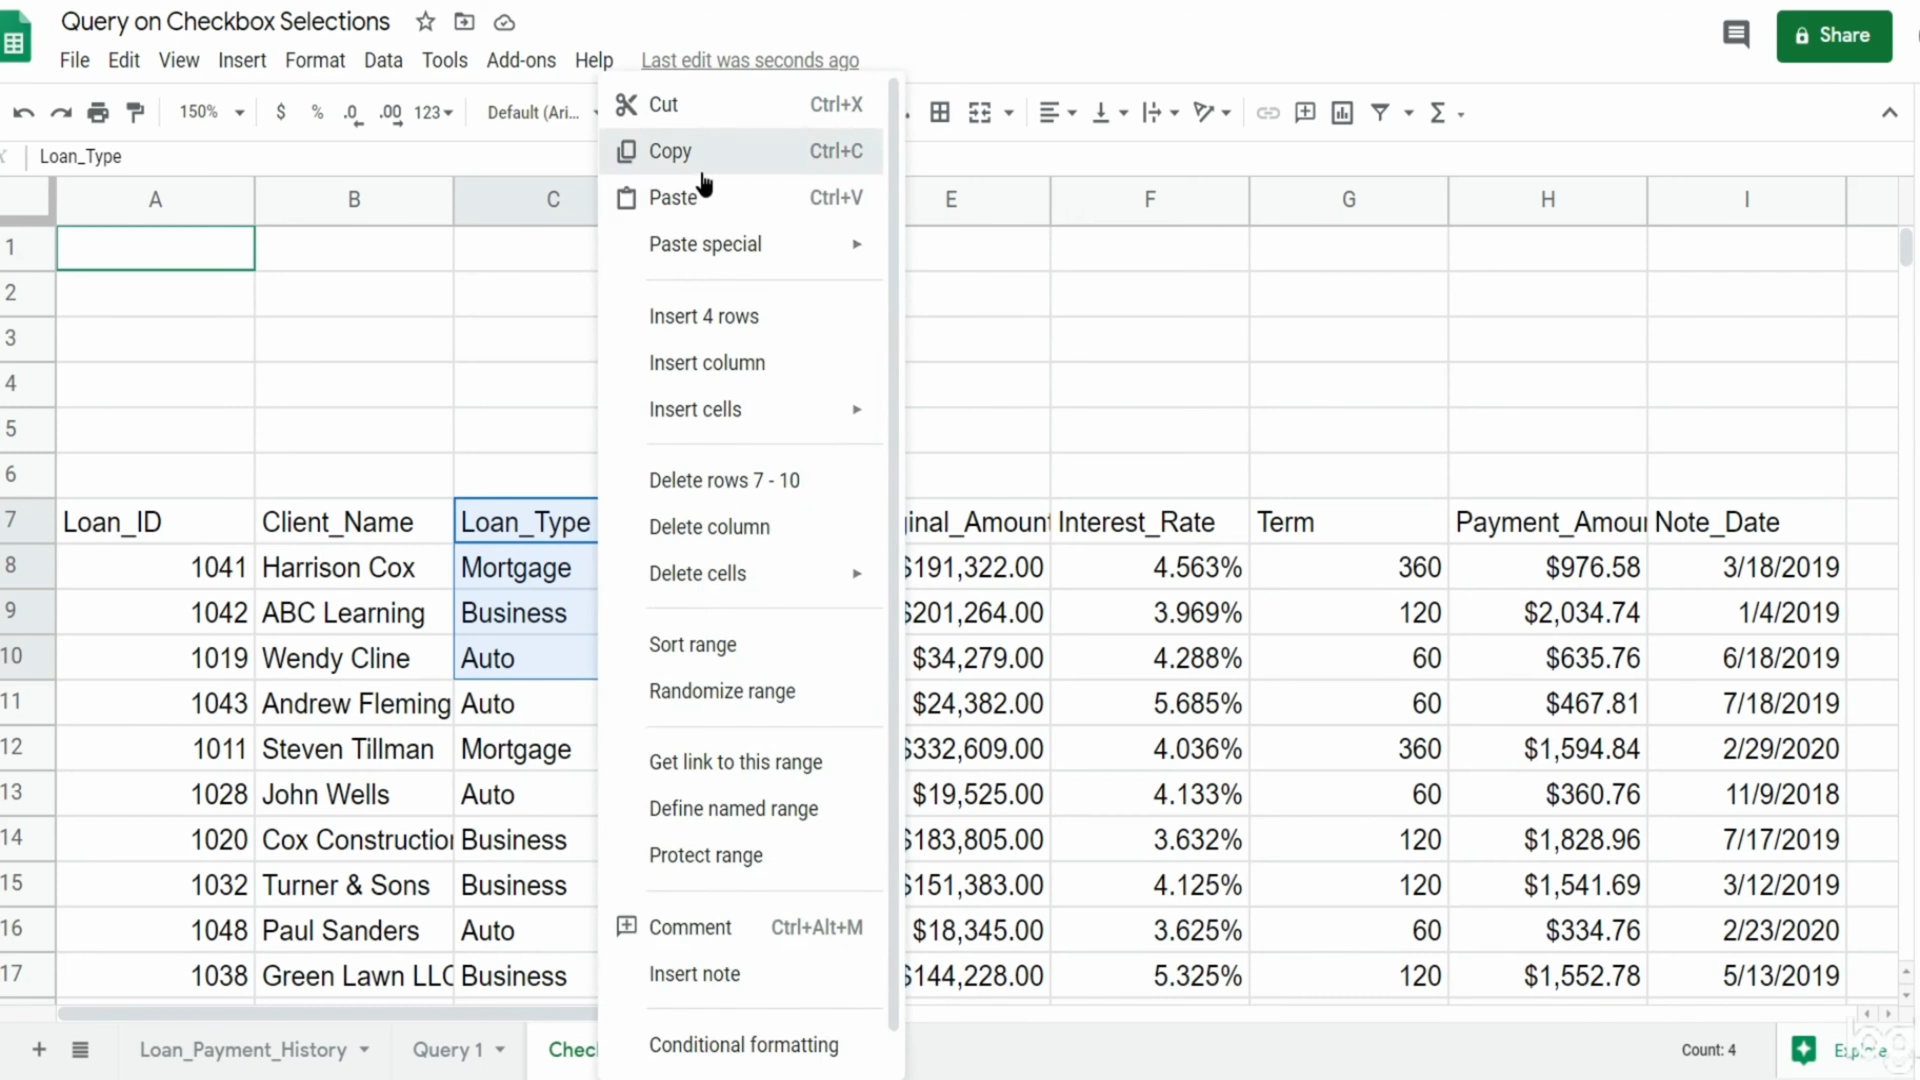 Query on Checkbox Selections
Share
File Edit View Insert Format Data Tools Add-ons Help Last edit was seconds ago
150% $ % .0 .00 123 Default (Ari...
Loan_Type
A B C E F G H I
Cut Ctrl+X
Copy Ctrl+C
Paste Ctrl+V
Paste special
Insert 4 rows
Insert column
Insert cells
Delete rows 7 - 10
Delete column
Delete cells
Sort range
Randomize range
Get link to this range
Define named range
Protect range
Comment Ctrl+Alt+M
Insert note
Conditional formatting
1
2
3
4
5
6
7 Loan_ID Client_Name Loan_Type ginal_Amount Interest_Rate Term Payment_Amou Note_Date
8 1041 Harrison Cox Mortgage $191,322.00 4.563% 360 $976.58 3/18/2019
9 1042 ABC Learning Business $201,264.00 3.969% 120 $2,034.74 1/4/2019
10 1019 Wendy Cline Auto $34,279.00 4.288% 60 $635.76 6/18/2019
11 1043 Andrew Fleming Auto $24,382.00 5.685% 60 $467.81 7/18/2019
12 1011 Steven Tillman Mortgage $332,609.00 4.036% 360 $1,594.84 2/29/2020
13 1028 John Wells Auto $19,525.00 4.133% 60 $360.76 11/9/2018
14 1020 Cox Construction Business $183,805.00 3.632% 120 $1,828.96 7/17/2019
15 1032 Turner & Sons Business $151,383.00 4.125% 120 $1,541.69 3/12/2019
16 1048 Paul Sanders Auto $18,345.00 3.625% 60 $334.76 2/23/2020
17 1038 Green Lawn LLC Business $144,228.00 5.325% 120 $1,552.78 5/13/2019
Loan_Payment_History Query 1 Chec Count: 4 Explore